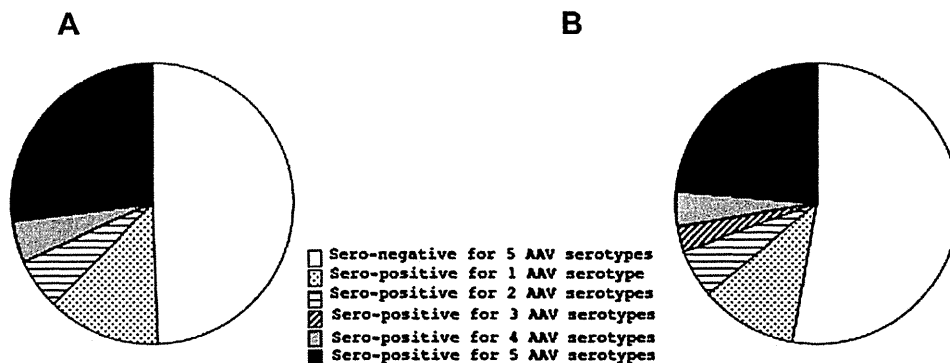 A
B
Sero-negative for 5 AAV serotypes
Sero-positive for 1 AAV serotype
Sero-positive for 2 AAV serotypes
Sero-positive for 3 AAV serotypes
Sero-positive for 4 AAV serotypes
Sero-positive for 5 AAV serotypes